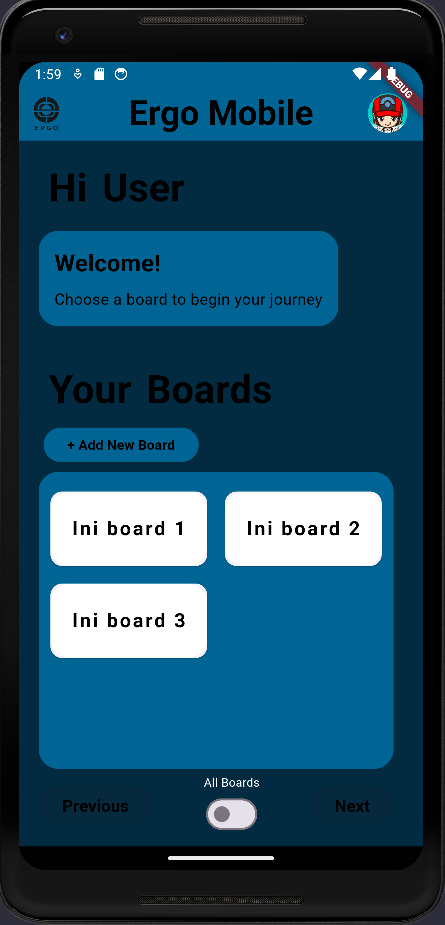 1:59
DEBUG
ERGO
Ergo Mobile
Hi User
Welcome!
Choose a board to begin your journey
Your Boards
+ Add New Board
Ini board 1
Ini board 2
Ini board 3
All Boards
Previous
Next